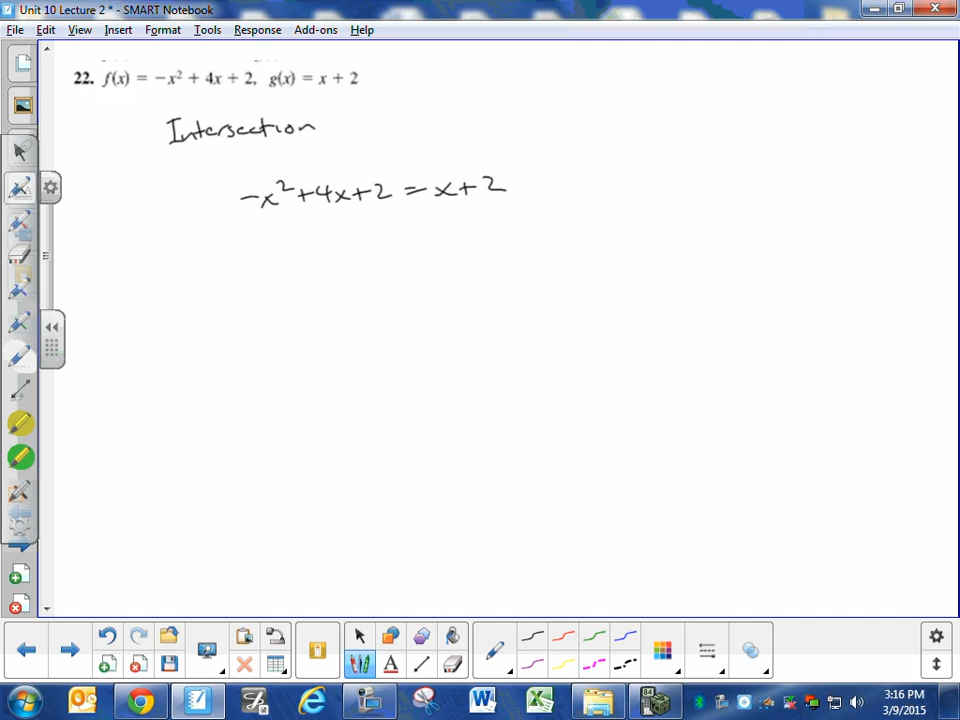 Unit 10 Lecture 2 * - SMART Notebook
File Edit View Insert Format Tools Response Add-ons Help
22. f(x) = −x² + 4x + 2, g(x) = x + 2
Intersection
-x²+4x+2 = x+2
3:16 PM
3/9/2015